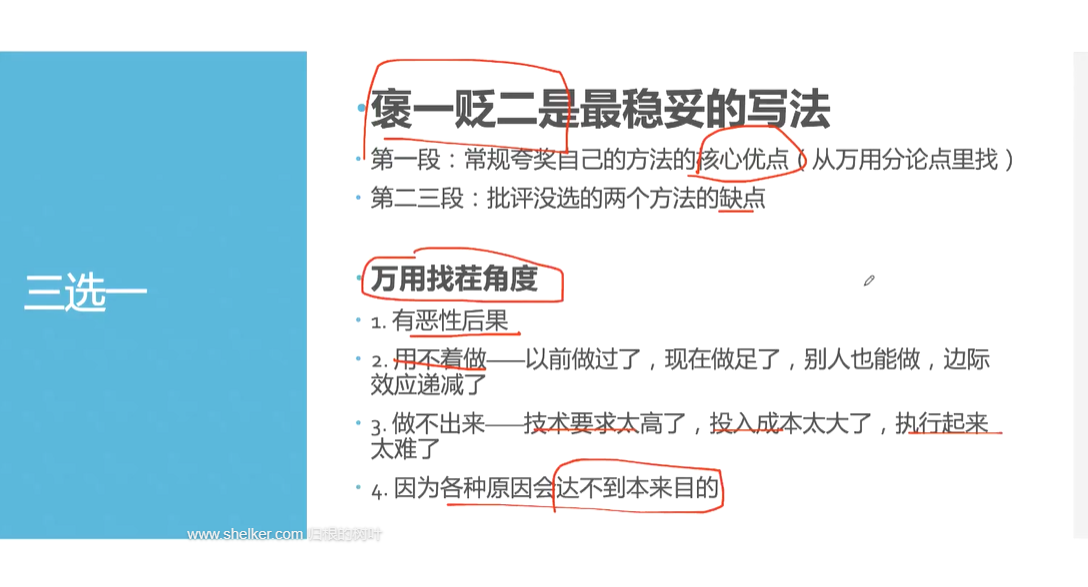 褒一贬二是最稳妥的写法
第一段：常规夸奖自己的方法的核心优点（从万用分论点里找）
第二三段：批评没选的两个方法的缺点
三选一
万用找茬角度
1. 有恶性后果
2. 用不着做——以前做过了，现在做足了，别人也能做，边际
效应递减了
3. 做不出来——技术要求太高了，投入成本太大了，执行起来
太难了
4. 因为各种原因会达不到本来目的
www.shelker.com 归根的树叶